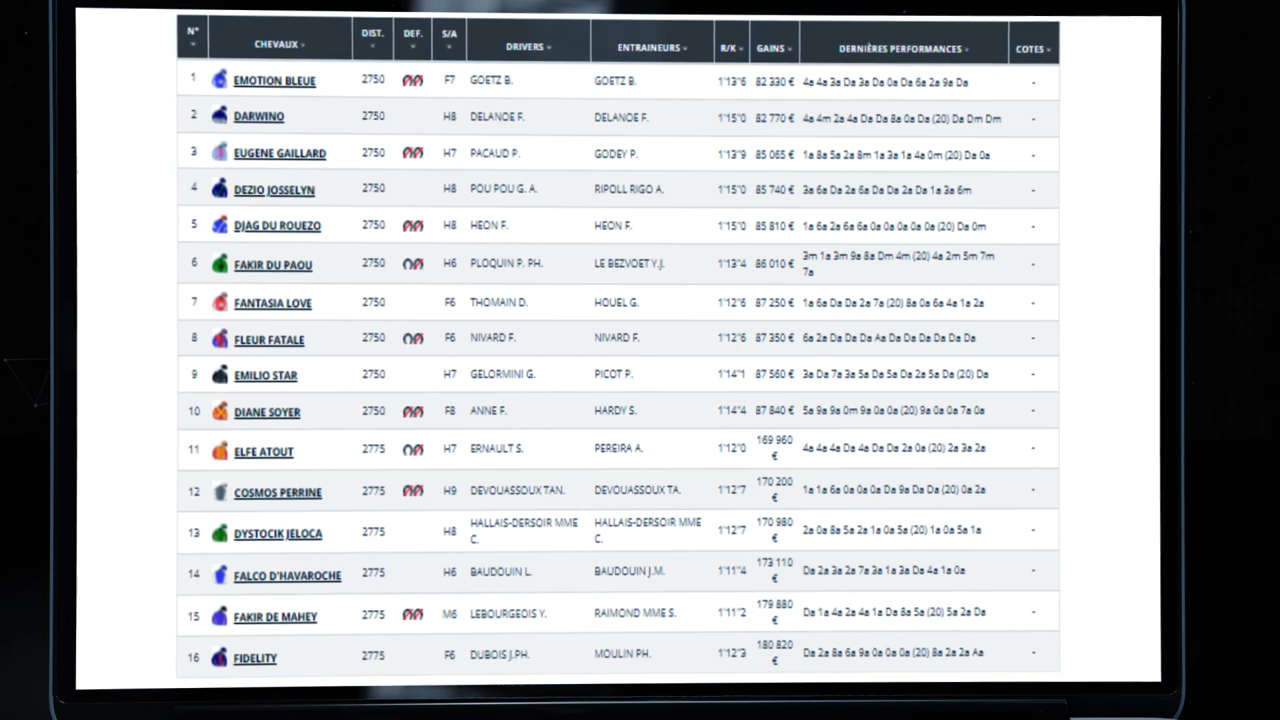 N° CHEVAUX DIST. DEF. S/A DRIVERS ENTRAINEURS R/K GAINS DERNIÈRES PERFORMANCES COTES
1 EMOTION BLEUE 2750 F7 GOETZ B. GOETZ B. 1'13"6 82 330 € 4a 4a 3a Da 3a Da 0a Da 6a 2a 9a Da -
2 DARWINO 2750 H8 DELANOE F. DELANOE F. 1'15"0 82 770 € 4a 4m 2a 4a Da Da 8a 0a Da (20) Da Dm Dm -
3 EUGENE GAILLARD 2750 H7 PACAUD P. GODEY P. 1'13"9 85 065 € 1a 8a 5a 2a 8m 1a 3a 1a 4a 0m (20) Da 0a -
4 DEZIO JOSSELYN 2750 H8 POU POU G. A. RIPOLL RIGO A. 1'15"0 85 740 € 3a 6a Da 2a 6a Da Da 2a Da 1a 3a 6m -
5 DJAG DU ROUEZO 2750 H8 HEON F. HEON F. 1'15"0 85 810 € 1a 6a 2a 6a 6a 0a 0a 0a 0a 0a (20) Da 0m -
6 FAKIR DU PAOU 2750 H6 PLOQUIN P. PH. LE BEZVOET Y.J. 1'13"4 86 010 € 3m 1a 3m 9a 8a Dm 4m (20) 4a 2m 5m 7m
7a -
7 FANTASIA LOVE 2750 F6 THOMAIN D. HOUEL G. 1'12"6 87 250 € 1a 6a Da Da 2a 7a (20) 8a 0a 6a 4a 1a 2a -
8 FLEUR FATALE 2750 F6 NIVARD F. NIVARD F. 1'12"6 87 350 € 6a 2a Da Da Da Aa Da Da Da Da Da Da -
9 EMILIO STAR 2750 H7 GELORMINI G. PICOT P. 1'14"1 87 560 € 3a Da 7a 3a 5a Da 5a Da 2a 5a Da (20) Da -
10 DIANE SOYER 2750 F8 ANNE F. HARDY S. 1'14"4 87 840 € 5a 9a 9a 0m 9a 0a 0a (20) 9a 0a 0a 7a 0a -
11 ELFE ATOUT 2775 H7 ERNAULT S. PEREIRA A. 1'12"0 169 960
€ 4a 4a 4a Da 4a Da Da 2a 0a (20) 2a 3a 2a -
12 COSMOS PERRINE 2775 H9 DEVOUASSOUX TAN. DEVOUASSOUX TA. 1'12"7 170 200
€ 1a 1a 6a 0a 0a 0a Da 9a Da Da (20) 0a 2a -
13 DYSTOCIK JELOCA 2775 H8 HALLAIS-DERSOIR MME HALLAIS-DERSOIR MME 1'12"7 170 980
C. C. € 2a 0a 8a 5a 2a 1a 0a 5a (20) 1a 0a 5a 1a -
14 FALCO D'HAVAROCHE 2775 H6 BAUDOUIN L. BAUDOUIN J.M. 1'11"4 173 110
€ Da 2a 3a 2a 7a 3a 1a 3a Da 4a 1a 0a -
15 FAKIR DE MAHEY 2775 M6 LEBOURGEOIS Y. RAIMOND MME S. 1'11"2 179 880
€ Da 1a 4a 2a 4a 1a Da 8a 5a (20) 5a 2a Da -
16 FIDELITY 2775 F6 DUBOIS J.PH. MOULIN PH. 1'12"3 180 820
€ Da 2a 8a 6a 9a 0a 0a 0a (20) 8a 2a 2a Aa -